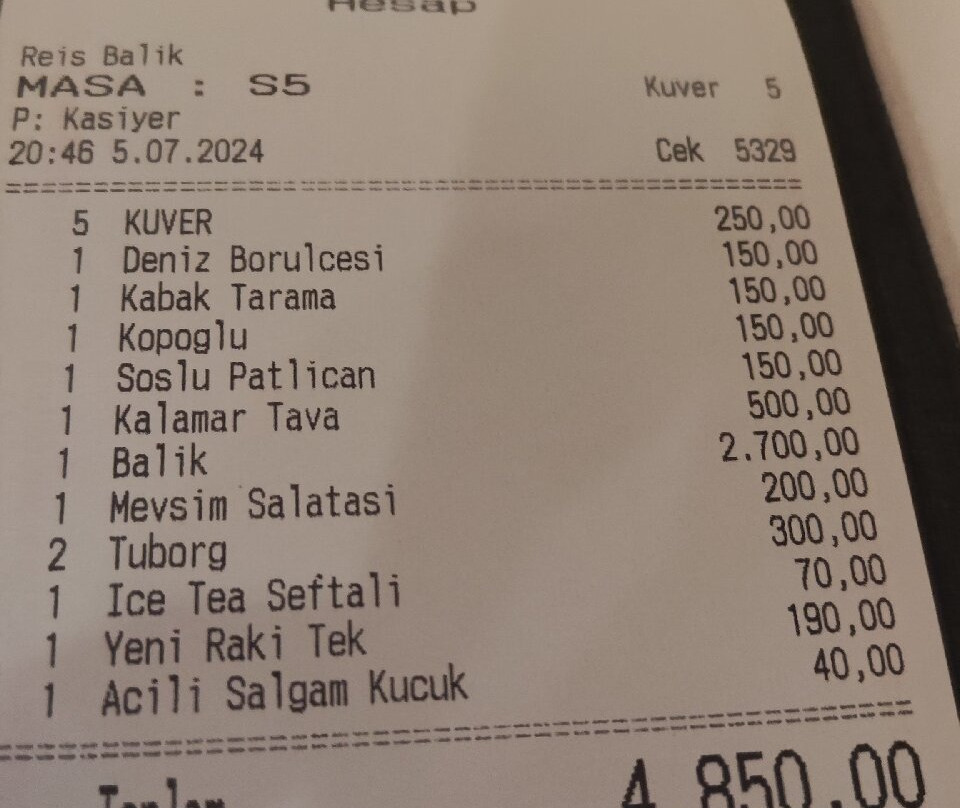 Hesap
Reis Balik
MASA : S5 Kuver 5
P: Kasiyer
20:46 5.07.2024 Cek 5329
5 KUVER 250,00
1 Deniz Borulcesi 150,00
1 Kabak Tarama 150,00
1 Kopoglu 150,00
1 Soslu Patlican 150,00
1 Kalamar Tava 500,00
1 Balik 2.700,00
1 Mevsim Salatasi 200,00
2 Tuborg 300,00
1 Ice Tea Seftali 70,00
1 Yeni Raki Tek 190,00
1 Acili Salgam Kucuk 40,00
Toplam 4.850,00